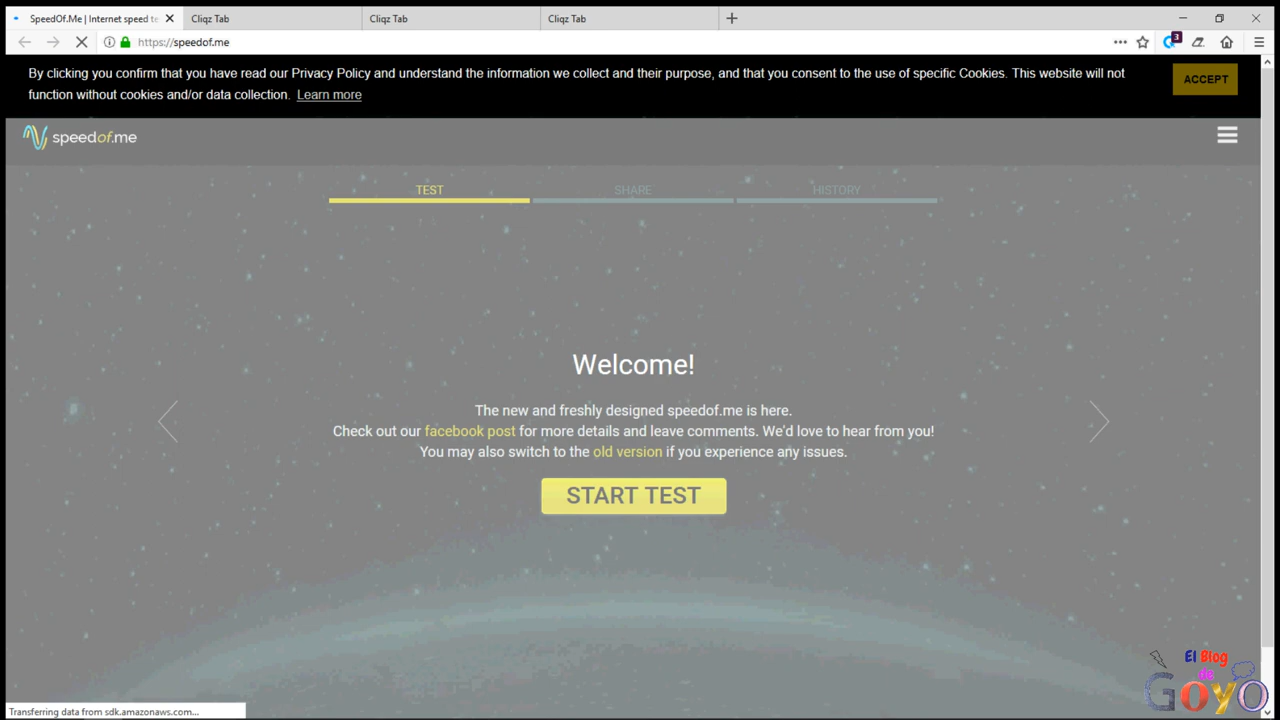 SpeedOf.Me | Internet speed te
Cliqz Tab
Cliqz Tab
Cliqz Tab
https://speedof.me
3
By clicking you confirm that you have read our Privacy Policy and understand the information we collect and their purpose, and that you consent to the use of specific Cookies. This website will not
function without cookies and/or data collection. Learn more
ACCEPT
speedof.me
TEST
SHARE
HISTORY
Welcome!
The new and freshly designed speedof.me is here.
Check out our facebook post for more details and leave comments. We'd love to hear from you!
You may also switch to the old version if you experience any issues.
START TEST
El Blog
de
GOYO
Transferring data from sdk.amazonaws.com...